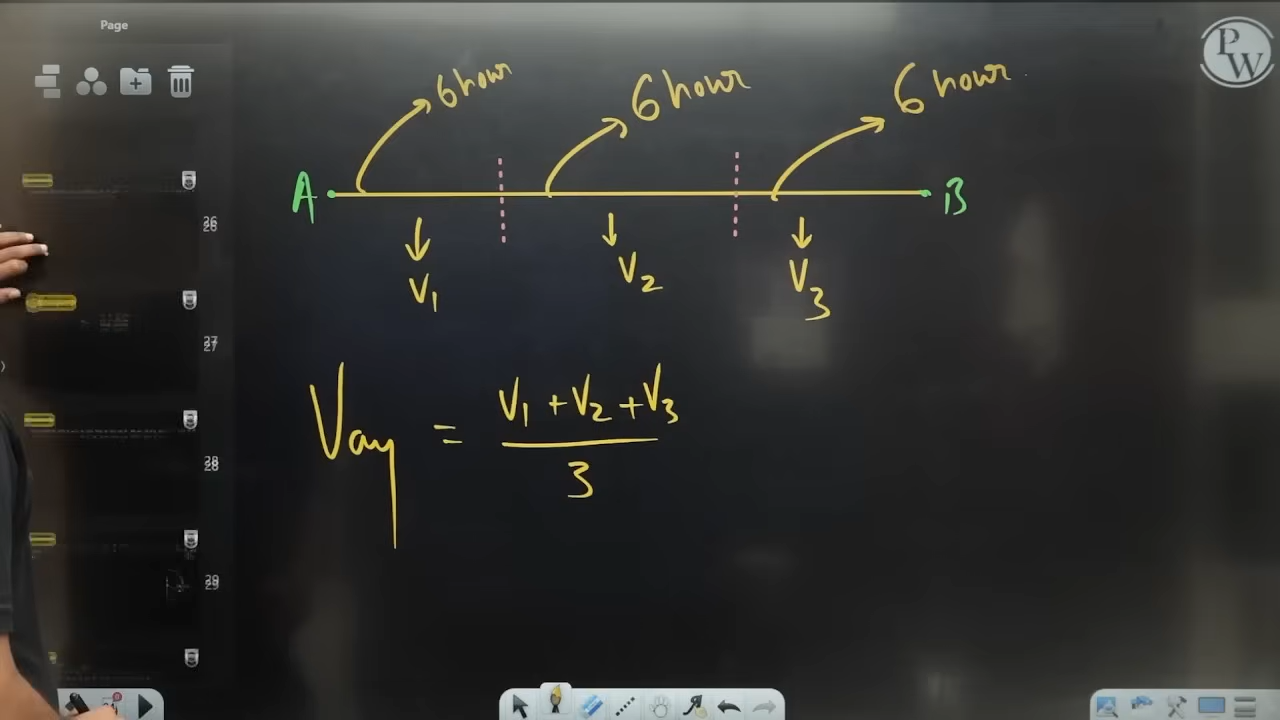 Page
PW
6 hour
6 hour
6 hour
A
B
V₁
V₂
V₃
26
27
28
29
Vav = V₁ + V₂ + V₃
3